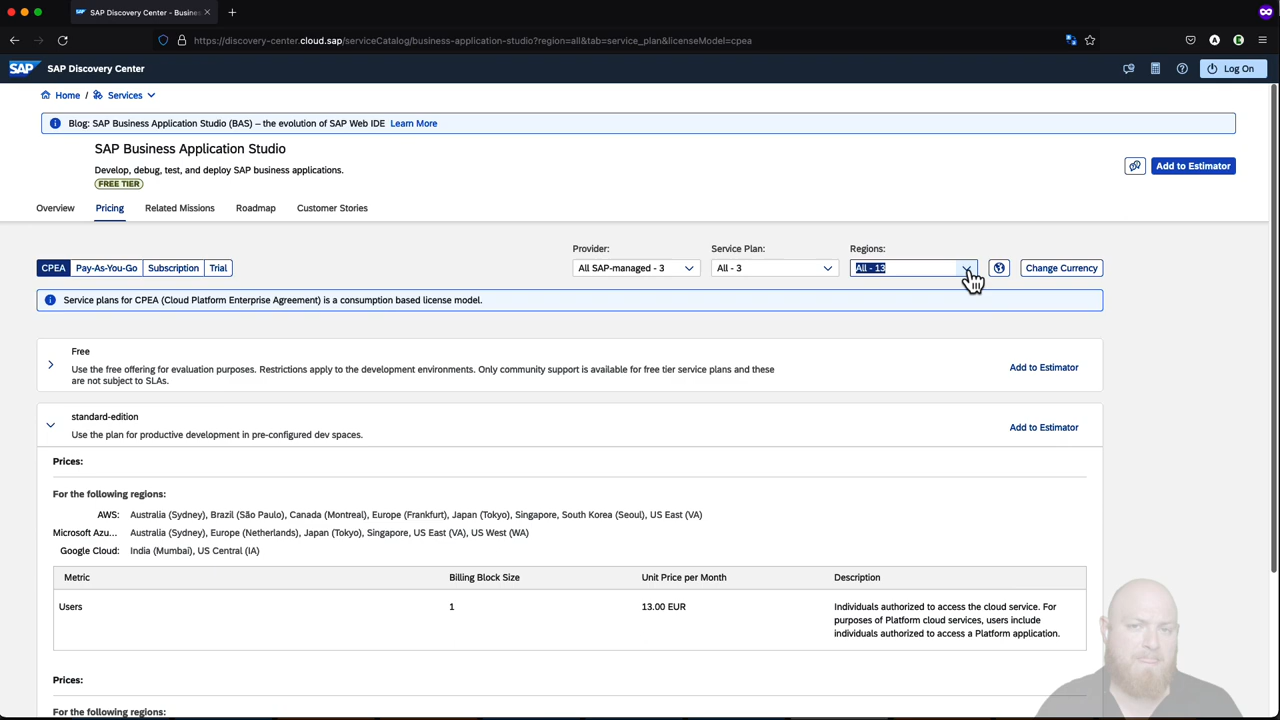 SAP Discovery Center - Busines
https://discovery-center.cloud.sap/serviceCatalog/business-application-studio?region=all&tab=service_plan&licenseModel=cpea
SAP SAP Discovery Center Log On
Home / Services
Blog: SAP Business Application Studio (BAS) – the evolution of SAP Web IDE Learn More
SAP Business Application Studio
Develop, debug, test, and deploy SAP business applications.
FREE TIER
Add to Estimator
Overview Pricing Related Missions Roadmap Customer Stories
Provider: Service Plan: Regions:
CPEA Pay-As-You-Go Subscription Trial All SAP-managed - 3 All - 3 All - 13 Change Currency
Service plans for CPEA (Cloud Platform Enterprise Agreement) is a consumption based license model.
Free
Use the free offering for evaluation purposes. Restrictions apply to the development environments. Only community support is available for free tier service plans and these
are not subject to SLAs.
Add to Estimator
standard-edition
Use the plan for productive development in pre-configured dev spaces.
Add to Estimator
Prices:
For the following regions:
AWS: Australia (Sydney), Brazil (São Paulo), Canada (Montreal), Europe (Frankfurt), Japan (Tokyo), Singapore, South Korea (Seoul), US East (VA)
Microsoft Azu... Australia (Sydney), Europe (Netherlands), Japan (Tokyo), Singapore, US East (VA), US West (WA)
Google Cloud: India (Mumbai), US Central (IA)
Metric Billing Block Size Unit Price per Month Description
Users 1 13.00 EUR Individuals authorized to access the cloud service. For
purposes of Platform cloud services, users include
individuals authorized to access a Platform application.
Prices:
For the following regions: